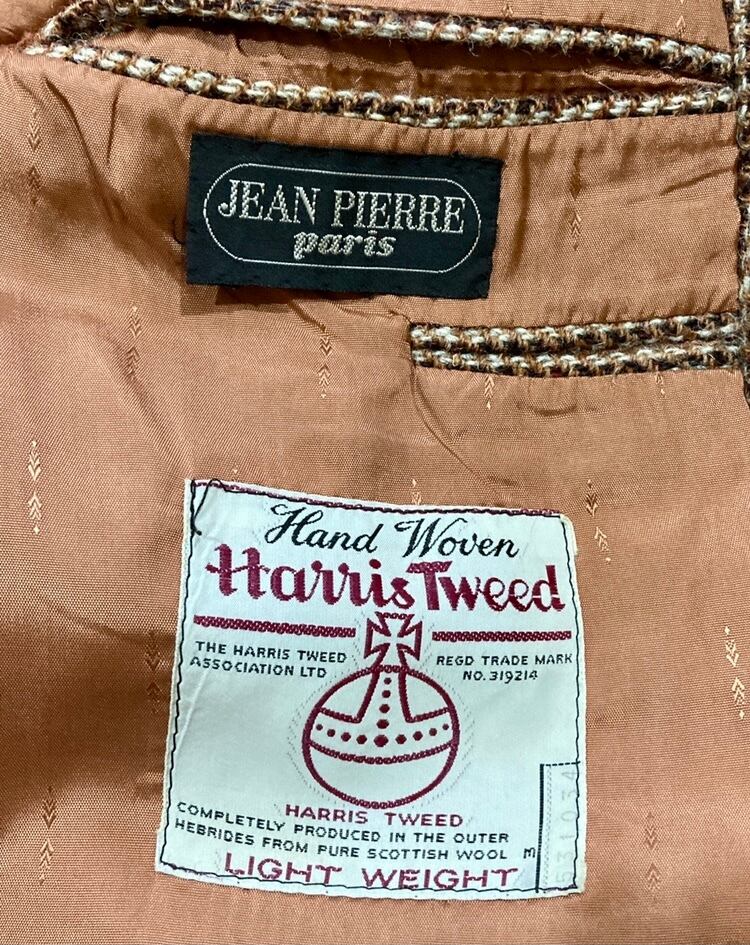 JEAN PIERRE
paris
Hand Woven
Harris Tweed
THE HARRIS TWEED
ASSOCIATION LTD
REGD TRADE MARK
NO. 319214
HARRIS TWEED
COMPLETELY PRODUCED IN THE OUTER
HEBRIDES FROM PURE SCOTTISH WOOL
LIGHT WEIGHT
M
531034